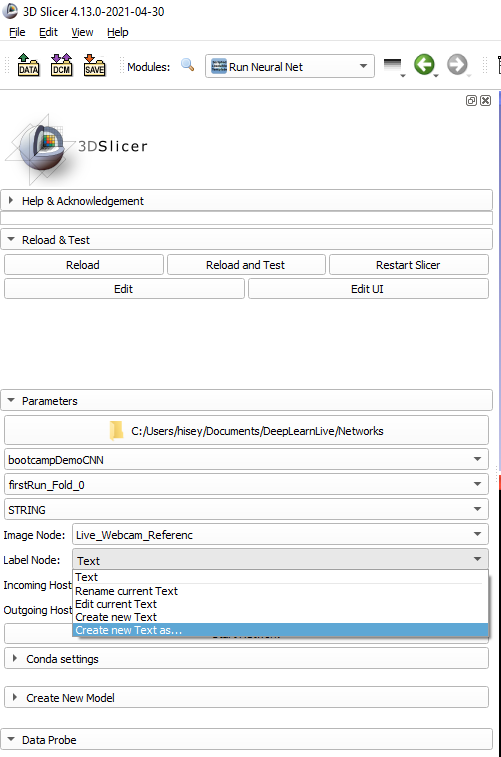 3D Slicer 4.13.0-2021-04-30
File Edit View Help
DATA DCM SAVE Modules: Run Neural Net
3DSlicer
Help & Acknowledgement
Reload & Test
Reload Reload and Test Restart Slicer
Edit Edit UI
Parameters
C:/Users/hisey/Documents/DeepLearnLive/Networks
bootcampDemoCNN
firstRun_Fold_0
STRING
Image Node: Live_Webcam_Referenc
Label Node: Text
Text
Incoming Host
Rename current Text
Edit current Text
Outgoing Host
Create new Text
Create new Text as...
Conda settings
Create New Model
Data Probe